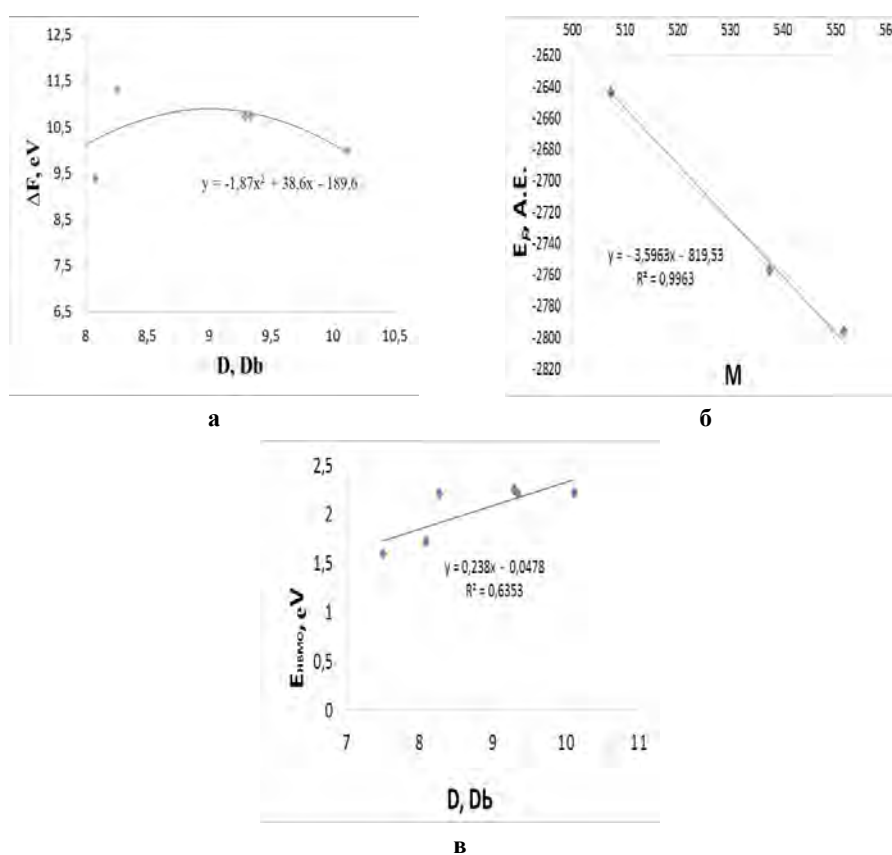 12,5
11,5
10,5
9,5
8,5
7,5
6,5
8 8,5 9 9,5 10 10,5
ΔF, eV
D, Db
y = -1,87x² + 38,6x - 189,6
а
500 510 520 530 540 550 560
-2620
-2640
-2660
-2680
-2700
-2720
-2740
-2760
-2780
-2800
-2820
A.E.
y = - 3,5963x - 819,53
R² = 0,9963
M
б
2,5
2
1,5
1
0,5
0
7 8 9 10 11
Eнвмо, eV
y = 0,238x - 0,0478
R² = 0,6353
D, Db
в